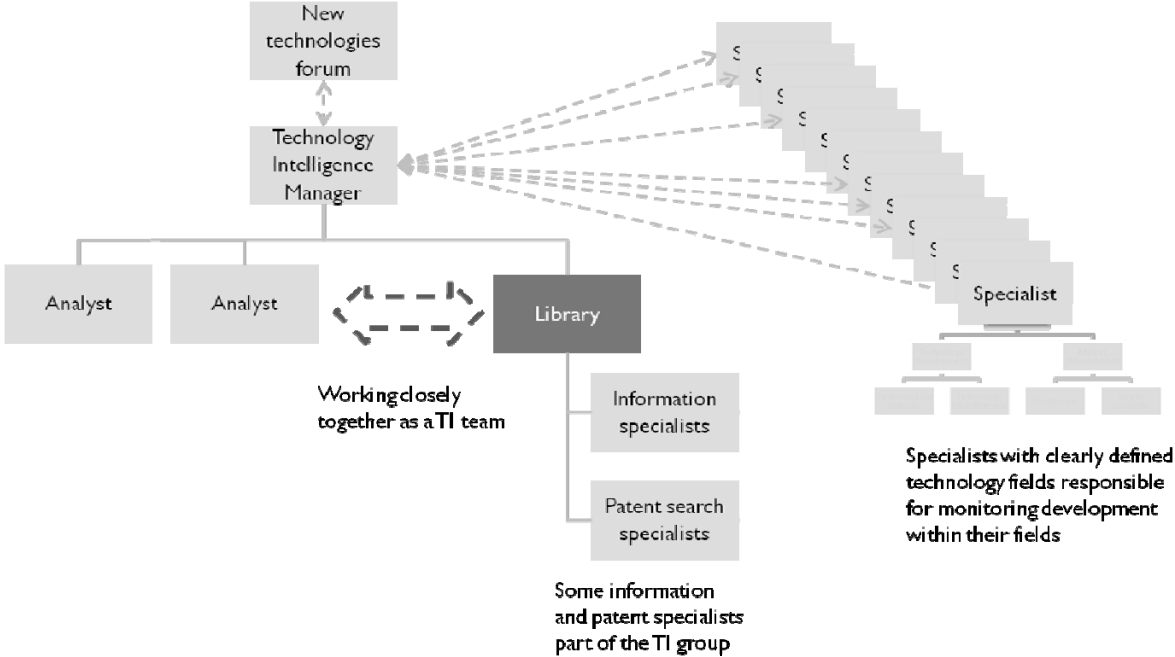 New
technologies
forum
Technology
Intelligence
Manager
Analyst
Analyst
Library
Working closely
together as a TI team
Information
specialists
Patent search
specialists
Some information
and patent specialists
part of the TI group
S
S
S
S
S
S
S
S
S
S
Specialist
Specialists with clearly defined
technology fields responsible
for monitoring development
within their fields